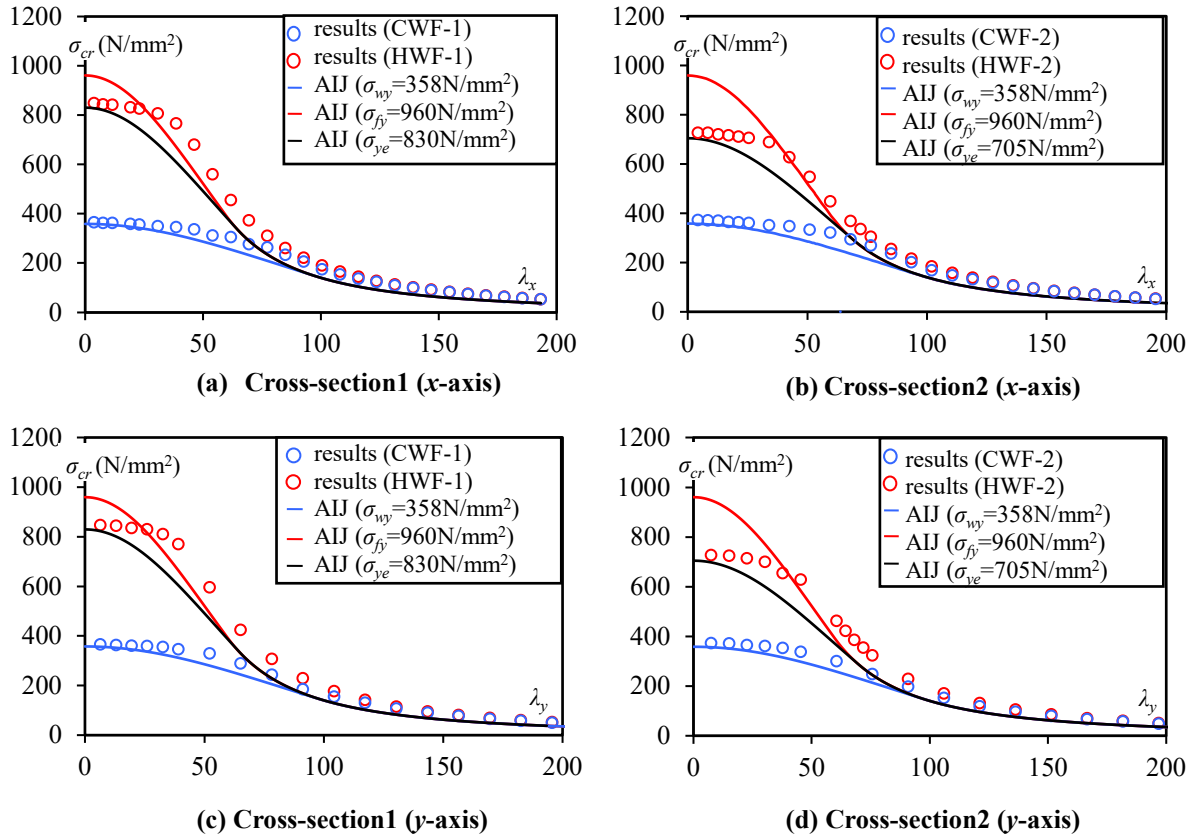 1200
σcr (N/mm²)
1000
800
600
400
200
0
0 50 100 150 200
λx
results (CWF-1)
results (HWF-1)
AIJ (σwy=358N/mm²)
AIJ (σfy=960N/mm²)
AIJ (σye=830N/mm²)
(a) Cross-section1 (x-axis)
1200
σcr (N/mm²)
1000
800
600
400
200
0
0 50 100 150 200
λx
results (CWF-2)
results (HWF-2)
AIJ (σwy=358N/mm²)
AIJ (σfy=960N/mm²)
AIJ (σye=705N/mm²)
(b) Cross-section2 (x-axis)
1200
σcr (N/mm²)
1000
800
600
400
200
0
0 50 100 150 200
λy
results (CWF-1)
results (HWF-1)
AIJ (σwy=358N/mm²)
AIJ (σfy=960N/mm²)
AIJ (σye=830N/mm²)
(c) Cross-section1 (y-axis)
1200
σcr (N/mm²)
1000
800
600
400
200
0
0 50 100 150 200
λy
results (CWF-2)
results (HWF-2)
AIJ (σwy=358N/mm²)
AIJ (σfy=960N/mm²)
AIJ (σye=705N/mm²)
(d) Cross-section2 (y-axis)